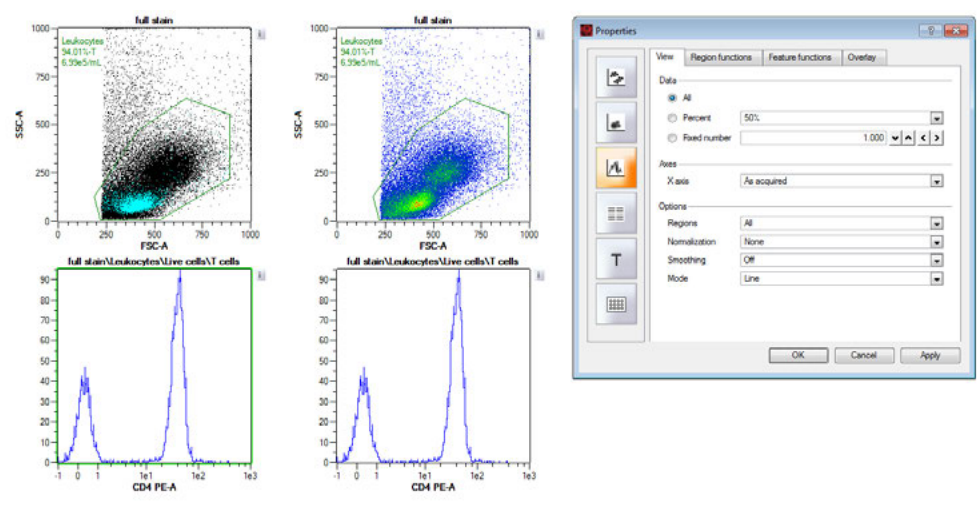 full stain
1000
750
500
250
0
SSC-A
Leukocytes
94.01%-T
6.99e5/mL
0 250 500 750 1000
FSC-A
full stain
1000
750
500
250
0
SSC-A
Leukocytes
94.01%-T
6.99e5/mL
0 250 500 750 1000
FSC-A
full stain\Leukocytes\Live cells\T cells
90
80
70
60
50
40
30
20
10
0
-1 0 1 1e1 1e2 1e3
CD4 PE-A
full stain\Leukocytes\Live cells\T cells
90
80
70
60
50
40
30
20
10
0
-1 0 1 1e1 1e2 1e3
CD4 PE-A
Properties
View Region functions Feature functions Overlay
Data
All
Percent 50%
Fixed number 1.000
Axes
X axis As acquired
Options
Regions All
Normalization None
Smoothing Off
Mode Line
T
OK Cancel Apply